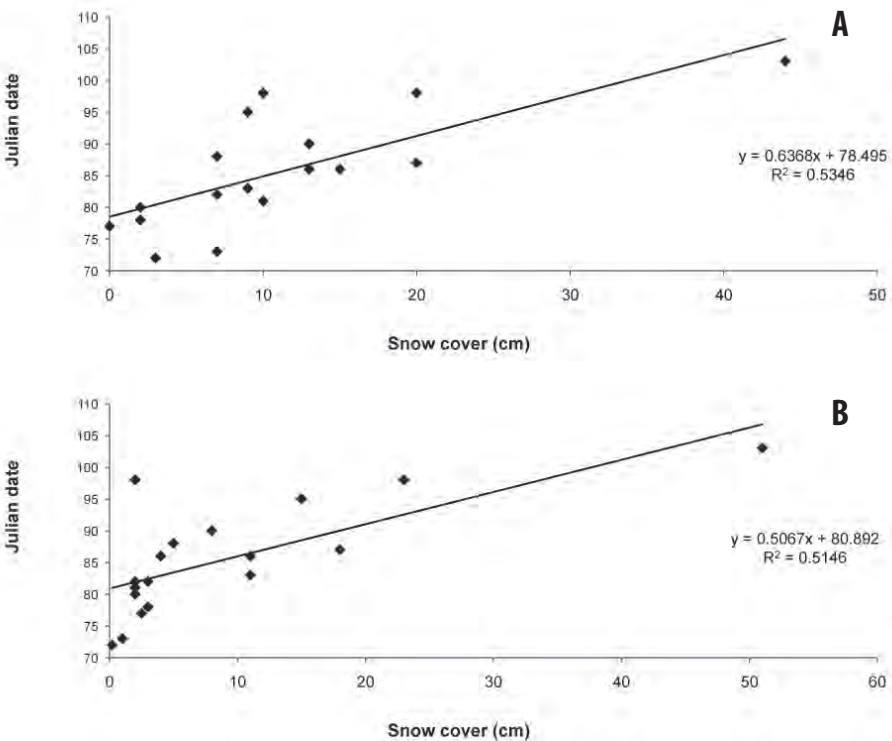 A
110
105
100
95
90
85
80
75
70
Julian date
y = 0.6368x + 78.495
R² = 0.5346
0 10 20 30 40 50
Snow cover (cm)
B
110
105
100
95
90
85
80
75
70
Julian date
y = 0.5067x + 80.892
R² = 0.5146
0 10 20 30 40 50 60
Snow cover (cm)